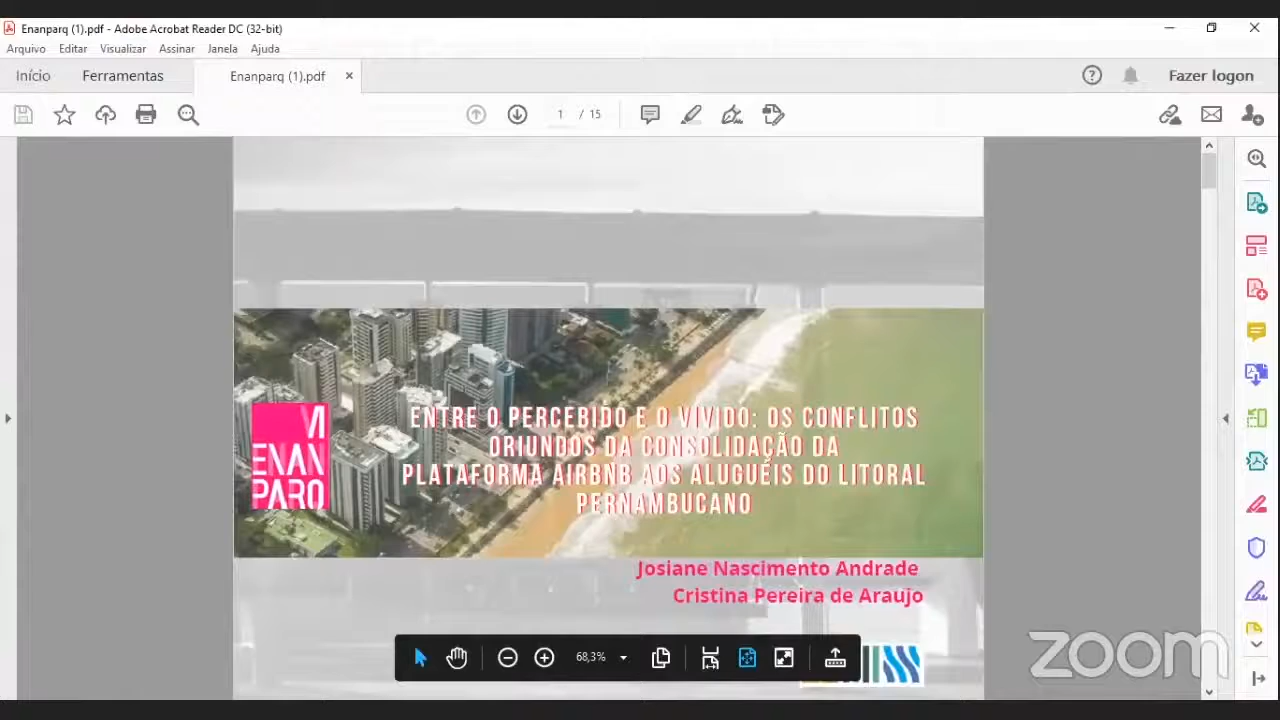 Enanparq (1).pdf - Adobe Acrobat Reader DC (32-bit)
Arquivo Editar Visualizar Assinar Janela Ajuda
Início Ferramentas Enanparq (1).pdf × Fazer logon
1 / 15
VI
ENAN
PARQ
ENTRE O PERCEBIDO E O VIVIDO: OS CONFLITOS
ORIUNDOS DA CONSOLIDAÇÃO DA
PLATAFORMA AIRBNB AOS ALUGUÉIS DO LITORAL
PERNAMBUCANO
Josiane Nascimento Andrade
Cristina Pereira de Araujo
68,3%
zoom